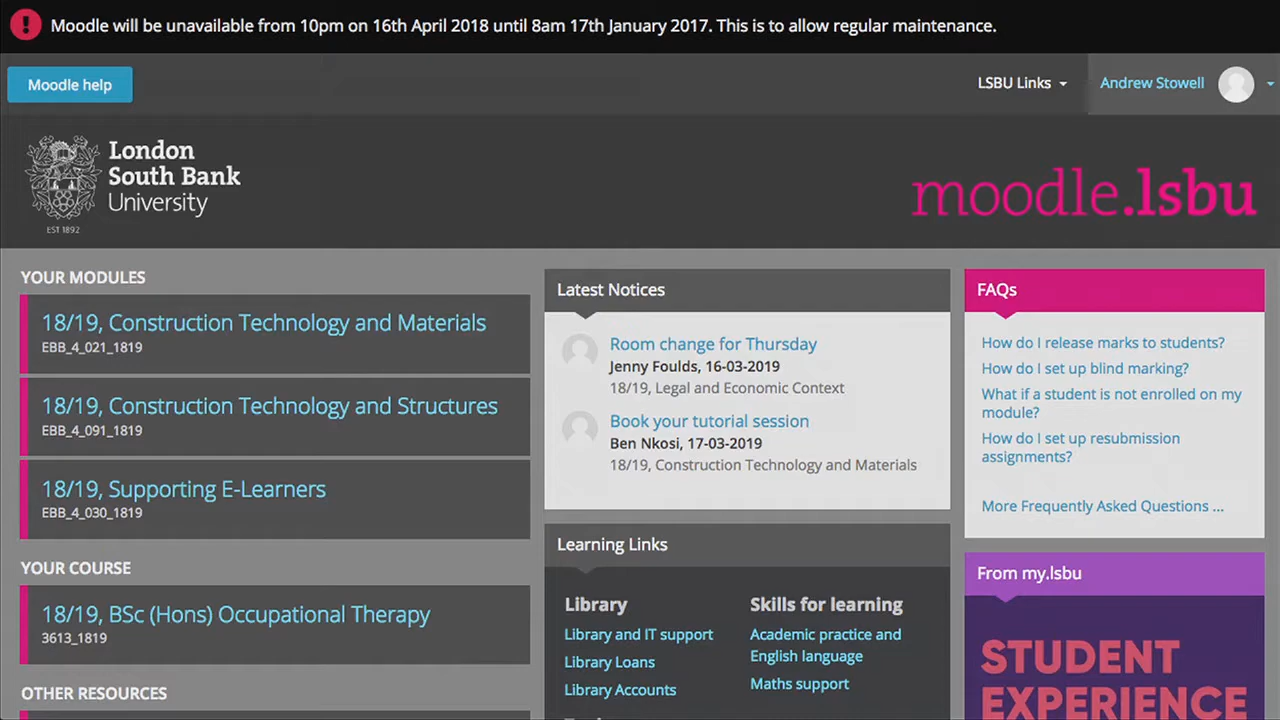 Moodle will be unavailable from 10pm on 16th April 2018 until 8am 17th January 2017. This is to allow regular maintenance.
Moodle help
LSBU Links
Andrew Stowell
London
South Bank
University
EST 1892
moodle.lsbu
YOUR MODULES
18/19, Construction Technology and Materials
EBB_4_021_1819
18/19, Construction Technology and Structures
EBB_4_091_1819
18/19, Supporting E-Learners
EBB_4_030_1819
YOUR COURSE
18/19, BSc (Hons) Occupational Therapy
3613_1819
OTHER RESOURCES
Latest Notices
Room change for Thursday
Jenny Foulds, 16-03-2019
18/19, Legal and Economic Context
Book your tutorial session
Ben Nkosi, 17-03-2019
18/19, Construction Technology and Materials
Learning Links
Library
Library and IT support
Library Loans
Library Accounts
Skills for learning
Academic practice and
English language
Maths support
FAQs
How do I release marks to students?
How do I set up blind marking?
What if a student is not enrolled on my
module?
How do I set up resubmission
assignments?
More Frequently Asked Questions ...
From my.lsbu
STUDENT
EXPERIENCE